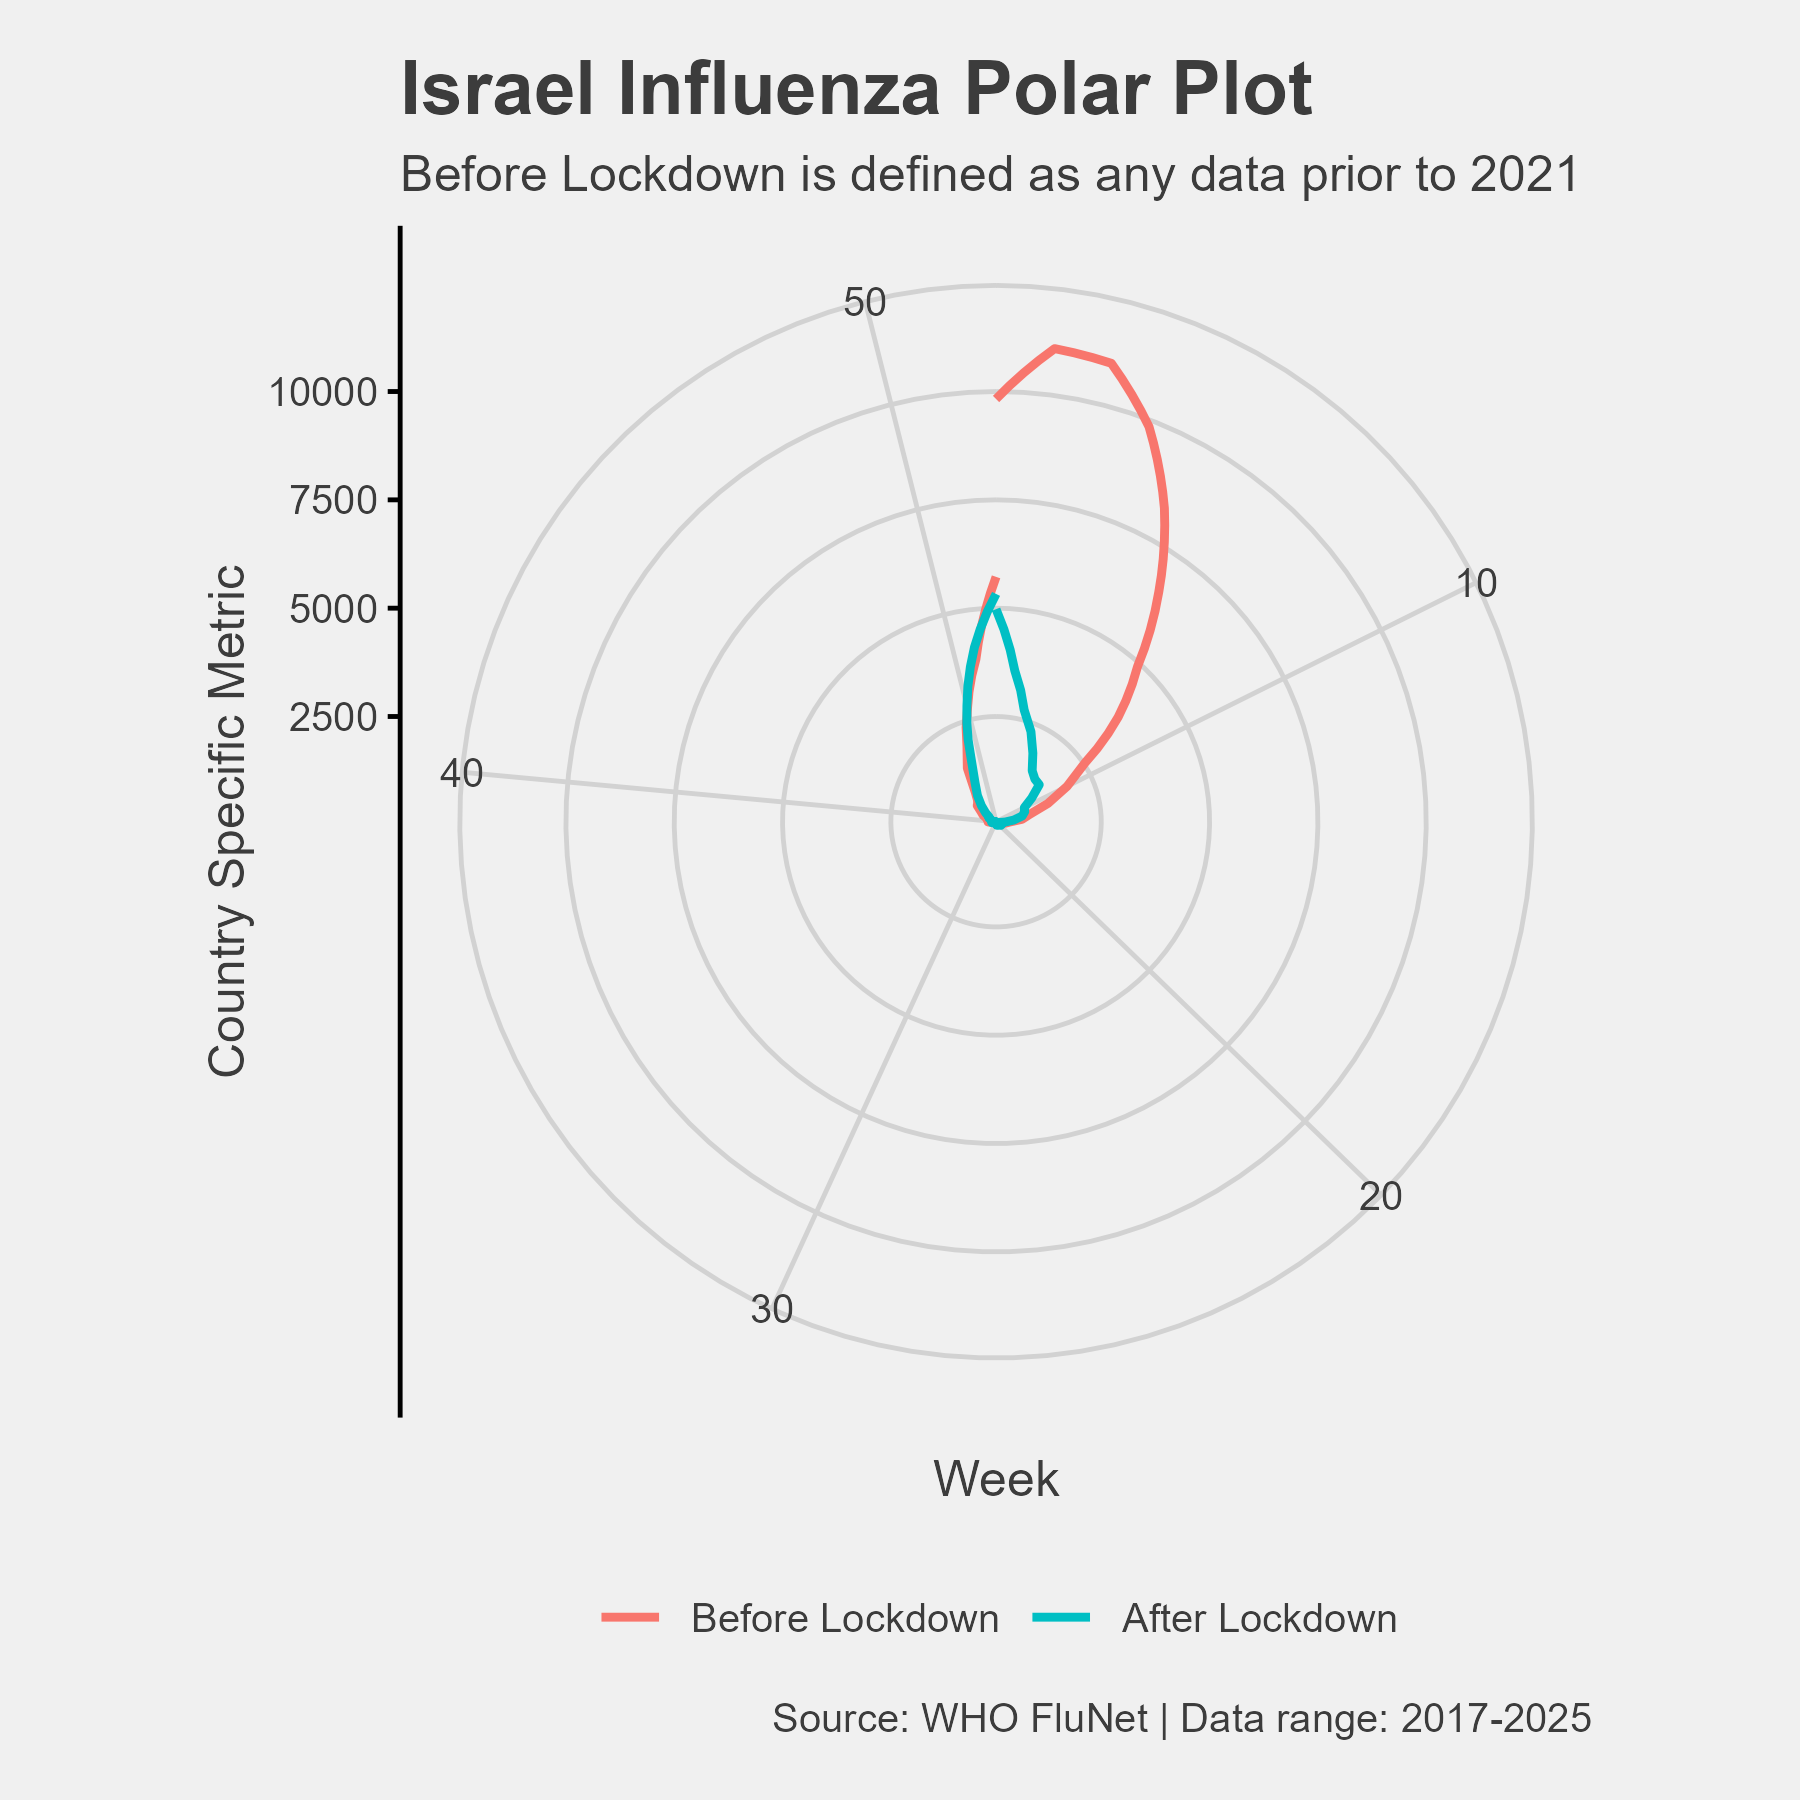 Israel Influenza Polar Plot
Before Lockdown is defined as any data prior to 2021
50
10000
7500
10
5000
2500
40
20
30
Country Specific Metric
Week
Before Lockdown After Lockdown
Source: WHO FluNet | Data range: 2017-2025